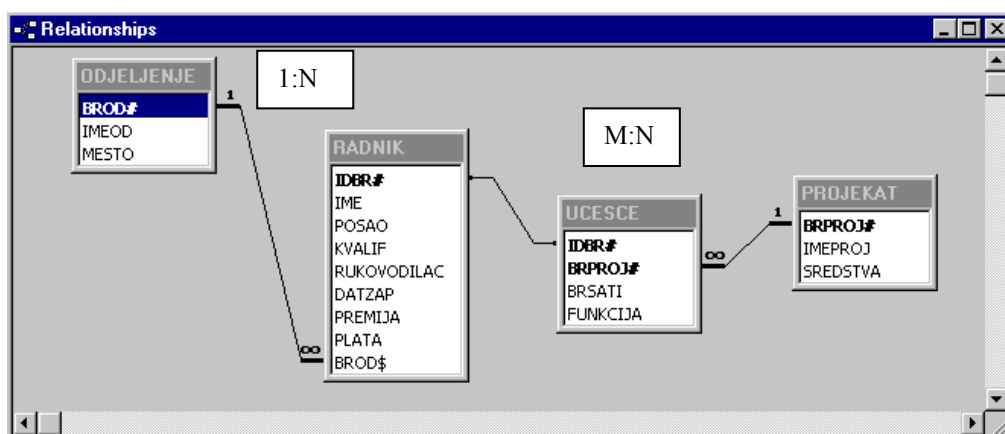 Relationships
1:N
M:N
ODJELJENJE
BROD#
IMEOD
MESTO
1
RADNIK
IDBR#
IME
POSAO
KVALIF
RUKOVODILAC
DATZAP
PREMIJA
PLATA
BROD$
∞
UCESCE
IDBR#
BRPROJ#
BRSATI
FUNKCIJA
∞
1
PROJEKAT
BRPROJ#
IMEPROJ
SREDSTVA